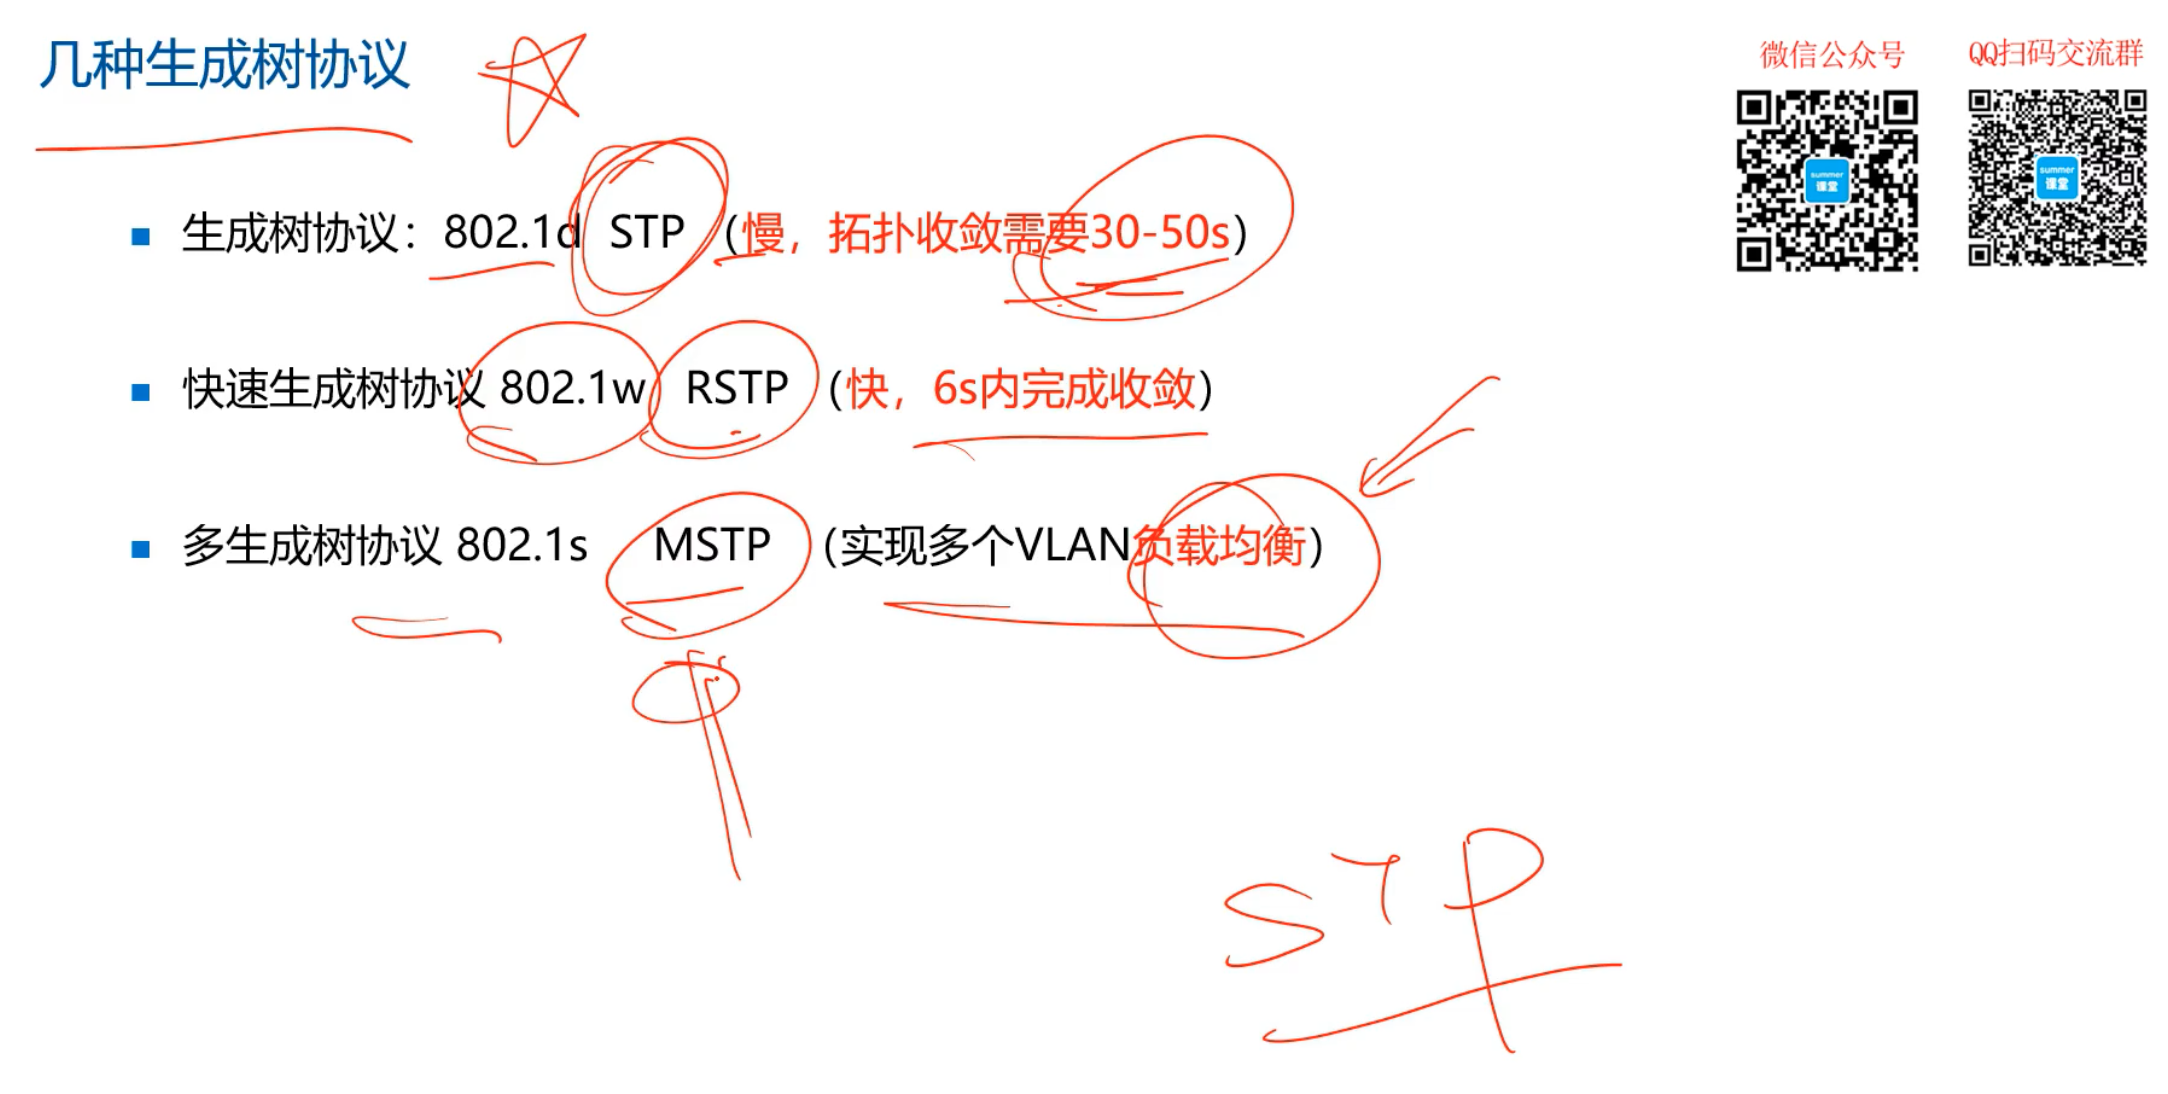 几种生成树协议
微信公众号
QQ扫码交流群
summer
课堂
summer
课堂
生成树协议：802.1d STP （慢，拓扑收敛需要30-50s）
快速生成树协议 802.1w RSTP （快，6s内完成收敛）
多生成树协议 802.1s MSTP （实现多个VLAN负载均衡）
STP